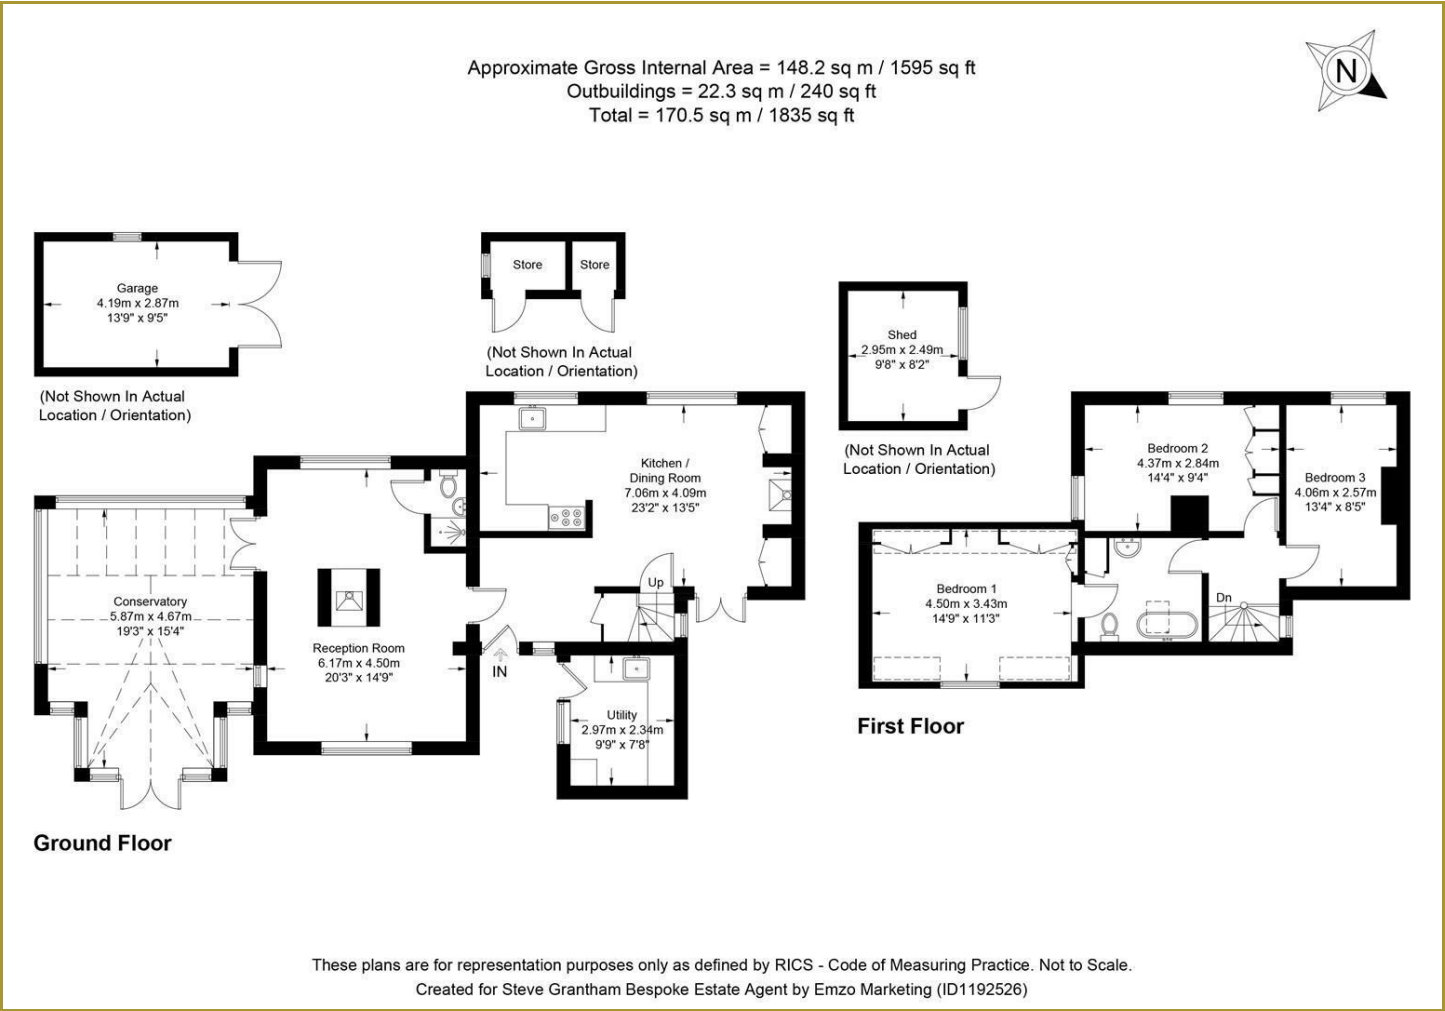 Approximate Gross Internal Area = 148.2 sq m / 1595 sq ft
Outbuildings = 22.3 sq m / 240 sq ft
Total = 170.5 sq m / 1835 sq ft
N
Garage
4.19m x 2.87m
13'9" x 9'5"
(Not Shown In Actual
Location / Orientation)
Store
Store
(Not Shown In Actual
Location / Orientation)
Shed
2.95m x 2.49m
9'8" x 8'2"
(Not Shown In Actual
Location / Orientation)
Kitchen /
Dining Room
7.06m x 4.09m
23'2" x 13'5"
Up
Conservatory
5.87m x 4.67m
19'3" x 15'4"
Reception Room
6.17m x 4.50m
20'3" x 14'9"
IN
Utility
2.97m x 2.34m
9'9" x 7'8"
Ground Floor
Bedroom 2
4.37m x 2.84m
14'4" x 9'4"
Bedroom 3
4.06m x 2.57m
13'4" x 8'5"
Bedroom 1
4.50m x 3.43m
14'9" x 11'3"
Dn
First Floor
These plans are for representation purposes only as defined by RICS - Code of Measuring Practice. Not to Scale.
Created for Steve Grantham Bespoke Estate Agent by Emzo Marketing (ID1192526)